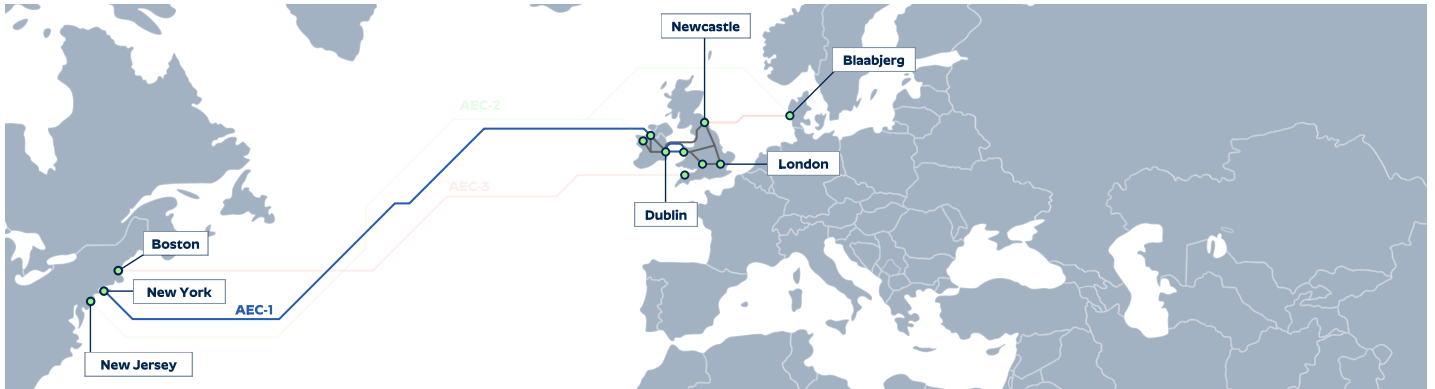 Newcastle
Blaabjerg
AEC-2
London
AEC-3
Dublin
Boston
New York
AEC-1
New Jersey